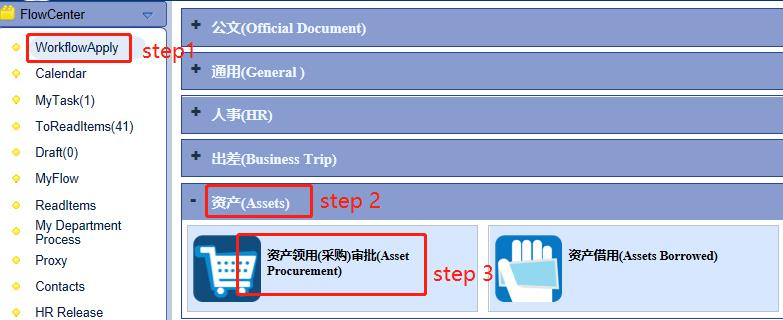 FlowCenter
WorkflowApply
step1
Calendar
MyTask(1)
ToReadItems(41)
Draft(0)
MyFlow
ReadItems
My Department
Process
Proxy
Contacts
HR Release
+ 公文(Official Document)
+ 通用(General )
+ 人事(HR)
+ 出差(Business Trip)
- 资产(Assets)
step 2
资产领用(采购)审批(Asset
Procurement)
step 3
资产借用(Assets Borrowed)